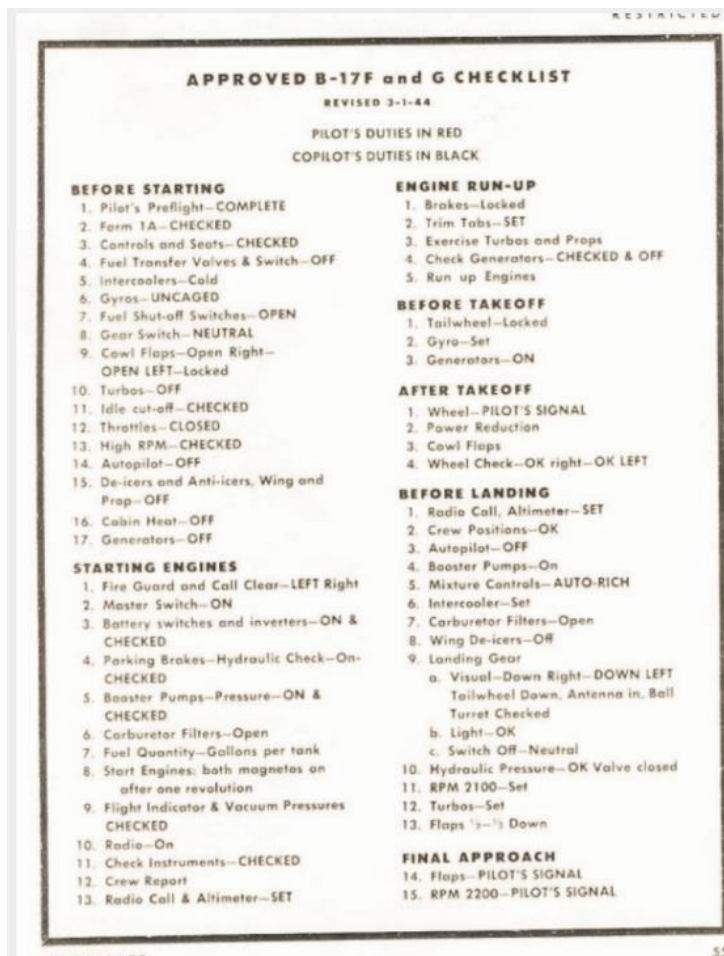 RESTRICTED
APPROVED B-17F and G CHECKLIST
REVISED 3-1-44
PILOT'S DUTIES IN RED
COPILOT'S DUTIES IN BLACK
BEFORE STARTING
1. Pilot's Preflight—COMPLETE
2. Form 1A—CHECKED
3. Controls and Seats—CHECKED
4. Fuel Transfer Valves & Switch—OFF
5. Intercoolers—Cold
6. Gyros—UNCAGED
7. Fuel Shut-off Switches—OPEN
8. Gear Switch—NEUTRAL
9. Cowl Flaps—Open Right—
OPEN LEFT—Locked
10. Turbos—OFF
11. Idle cut-off—CHECKED
12. Throttles—CLOSED
13. High RPM—CHECKED
14. Autopilot—OFF
15. De-icers and Anti-icers, Wing and
Prop—OFF
16. Cabin Heat—OFF
17. Generators—OFF
STARTING ENGINES
1. Fire Guard and Call Clear—LEFT Right
2. Master Switch—ON
3. Battery switches and inverters—ON &
CHECKED
4. Parking Brakes—Hydraulic Check—On-
CHECKED
5. Booster Pumps—Pressure—ON &
CHECKED
6. Carburetor Filters—Open
7. Fuel Quantity—Gallons per tank
8. Start Engines: both magnetos on
after one revolution
9. Flight Indicator & Vacuum Pressures
CHECKED
10. Radio—On
11. Check Instruments—CHECKED
12. Crew Report
13. Radio Call & Altimeter—SET
ENGINE RUN-UP
1. Brakes—Locked
2. Trim Tabs—SET
3. Exercise Turbos and Props
4. Check Generators—CHECKED & OFF
5. Run up Engines
BEFORE TAKEOFF
1. Tailwheel—Locked
2. Gyro—Set
3. Generators—ON
AFTER TAKEOFF
1. Wheel—PILOT'S SIGNAL
2. Power Reduction
3. Cowl Flaps
4. Wheel Check—OK right—OK LEFT
BEFORE LANDING
1. Radio Call, Altimeter—SET
2. Crew Positions—OK
3. Autopilot—OFF
4. Booster Pumps—On
5. Mixture Controls—AUTO-RICH
6. Intercooler—Set
7. Carburetor Filters—Open
8. Wing De-icers—Off
9. Landing Gear
a. Visual—Down Right—DOWN LEFT
Tailwheel Down, Antenna in, Ball
Turret Checked
b. Light—OK
c. Switch Off—Neutral
10. Hydraulic Pressure—OK Valve closed
11. RPM 2100—Set
12. Turbos—Set
13. Flaps ⅓—⅓ Down
FINAL APPROACH
14. Flaps—PILOT'S SIGNAL
15. RPM 2200—PILOT'S SIGNAL